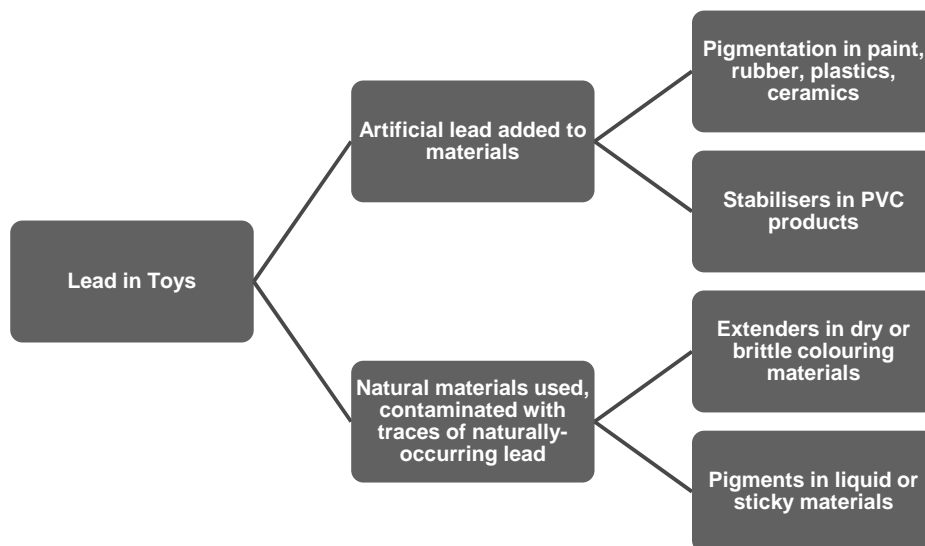 Lead in Toys
Artificial lead added to
materials
Pigmentation in paint,
rubber, plastics,
ceramics
Stabilisers in PVC
products
Natural materials used,
contaminated with
traces of naturally-
occurring lead
Extenders in dry or
brittle colouring
materials
Pigments in liquid or
sticky materials